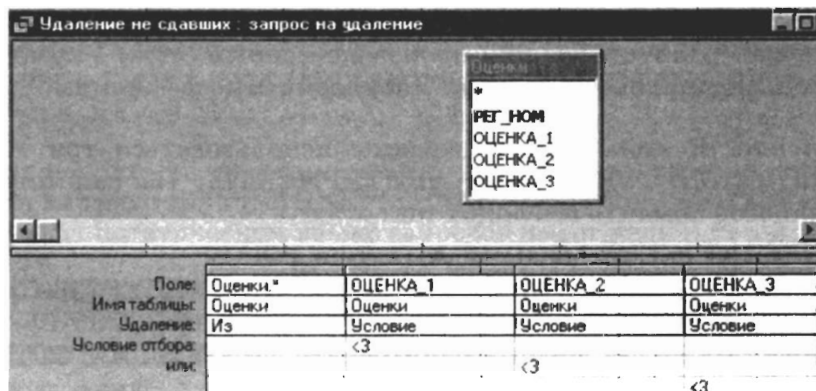 Удаление не сдавших : запрос на удаление
Оценки
*
РЕГ_НОМ
ОЦЕНКА_1
ОЦЕНКА_2
ОЦЕНКА_3
Поле: Оценки.* ОЦЕНКА_1 ОЦЕНКА_2 ОЦЕНКА_3
Имя таблицы: Оценки Оценки Оценки Оценки
Удаление: Из Условие Условие Условие
Условие отбора: <3
или: <3
<3